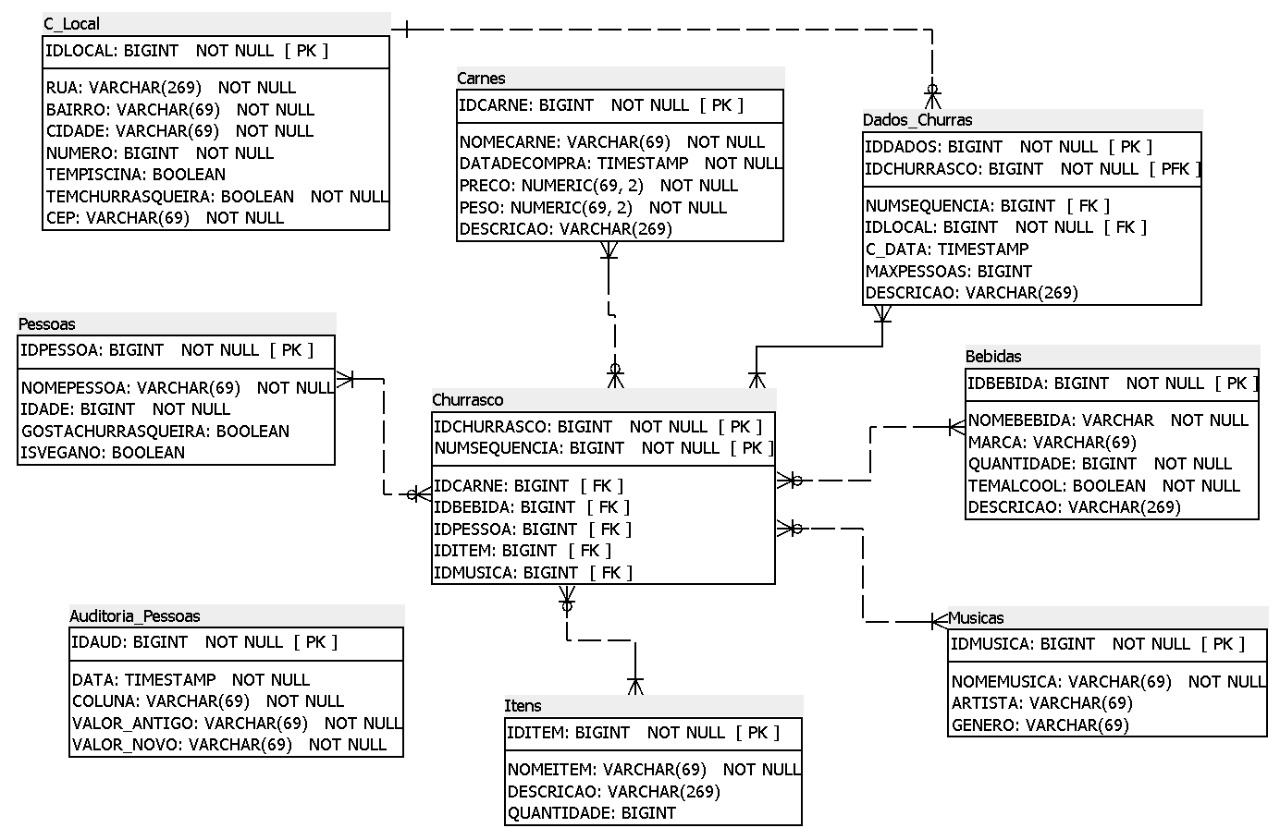 C_Local
IDLOCAL: BIGINT NOT NULL [ PK ]
RUA: VARCHAR(269) NOT NULL
BAIRRO: VARCHAR(69) NOT NULL
CIDADE: VARCHAR(69) NOT NULL
NUMERO: BIGINT NOT NULL
TEMPISCINA: BOOLEAN
TEMCHURRASQUEIRA: BOOLEAN NOT NULL
CEP: VARCHAR(69) NOT NULL
Carnes
IDCARNE: BIGINT NOT NULL [ PK ]
NOMECARNE: VARCHAR(69) NOT NULL
DATADECOMPRA: TIMESTAMP NOT NULL
PRECO: NUMERIC(69, 2) NOT NULL
PESO: NUMERIC(69, 2) NOT NULL
DESCRICAO: VARCHAR(269)
Dados_Churras
IDDADOS: BIGINT NOT NULL [ PK ]
IDCHURRASCO: BIGINT NOT NULL [ PFK ]
NUMSEQUENCIA: BIGINT [ FK ]
IDLOCAL: BIGINT NOT NULL [ FK ]
C_DATA: TIMESTAMP
MAXPESSOAS: BIGINT
DESCRICAO: VARCHAR(269)
Pessoas
IDPESSOA: BIGINT NOT NULL [ PK ]
NOMEPESSOA: VARCHAR(69) NOT NULL
IDADE: BIGINT NOT NULL
GOSTACHURRASQUEIRA: BOOLEAN
ISVEGANO: BOOLEAN
Churrasco
IDCHURRASCO: BIGINT NOT NULL [ PK ]
NUMSEQUENCIA: BIGINT NOT NULL [ PK ]
IDCARNE: BIGINT [ FK ]
IDBEBIDA: BIGINT [ FK ]
IDPESSOA: BIGINT [ FK ]
IDITEM: BIGINT [ FK ]
IDMUSICA: BIGINT [ FK ]
Bebidas
IDBEBIDA: BIGINT NOT NULL [ PK ]
NOMEBEBIDA: VARCHAR NOT NULL
MARCA: VARCHAR(69)
QUANTIDADE: BIGINT NOT NULL
TEMALCOOL: BOOLEAN NOT NULL
DESCRICAO: VARCHAR(269)
Auditoria_Pessoas
IDAUD: BIGINT NOT NULL [ PK ]
DATA: TIMESTAMP NOT NULL
COLUNA: VARCHAR(69) NOT NULL
VALOR_ANTIGO: VARCHAR(69) NOT NULL
VALOR_NOVO: VARCHAR(69) NOT NULL
Itens
IDITEM: BIGINT NOT NULL [ PK ]
NOMEITEM: VARCHAR(69) NOT NULL
DESCRICAO: VARCHAR(269)
QUANTIDADE: BIGINT
Musicas
IDMUSICA: BIGINT NOT NULL [ PK ]
NOMEMUSICA: VARCHAR(69) NOT NULL
ARTISTA: VARCHAR(69)
GENERO: VARCHAR(69)